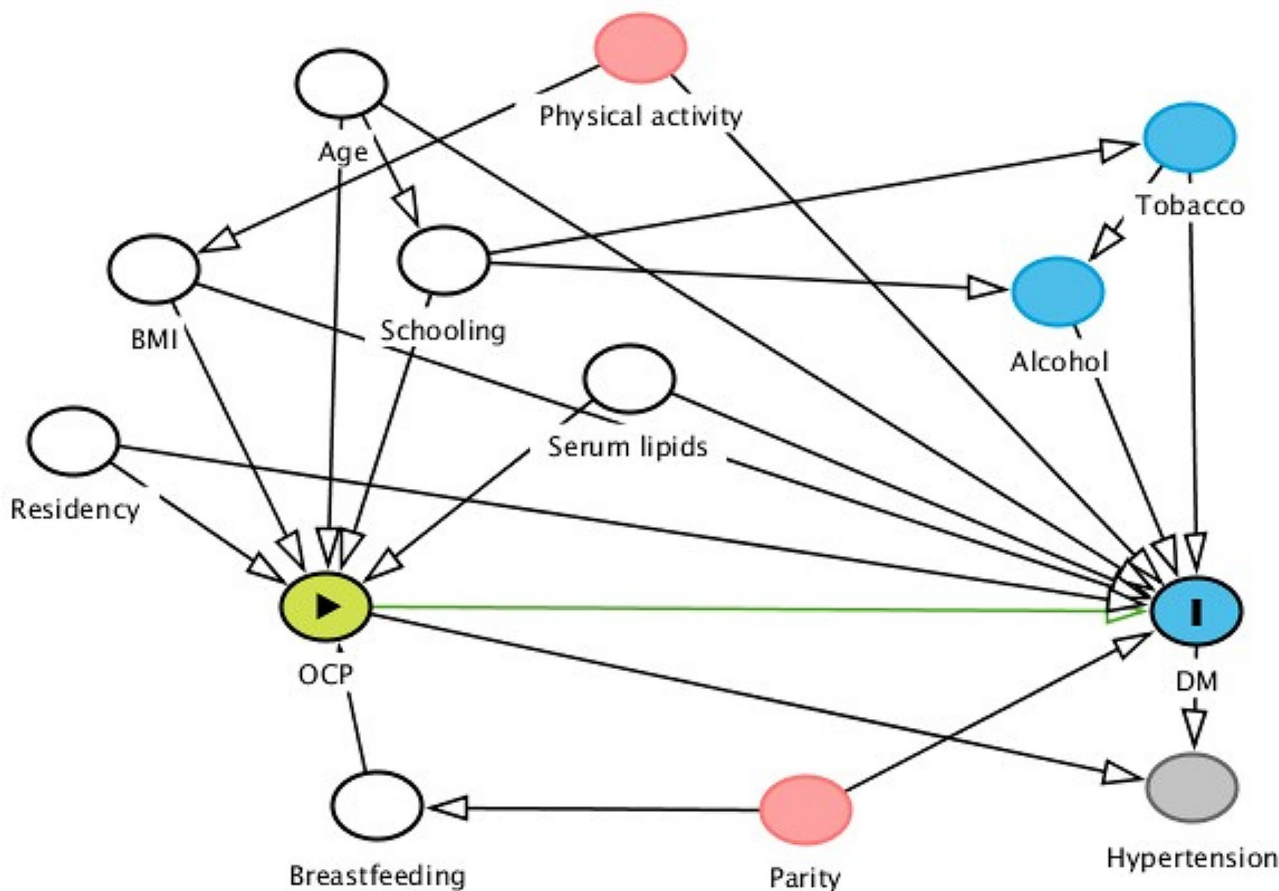 Physical activity
Age
Tobacco
BMI
Schooling
Alcohol
Serum lipids
Residency
OCP
DM
Breastfeeding
Parity
Hypertension